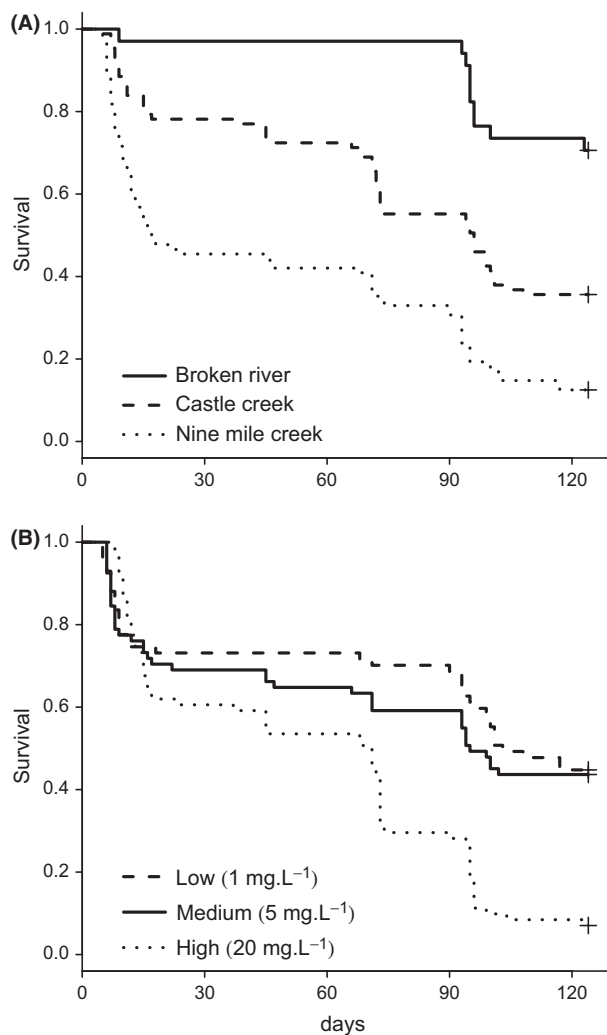 (A)
1.0
0.8
0.6
0.4
0.2
0.0
Survival
Broken river
Castle creek
Nine mile creek
0 30 60 90 120
(B)
1.0
0.8
0.6
0.4
0.2
0.0
Survival
Low (1 mg.L⁻¹)
Medium (5 mg.L⁻¹)
High (20 mg.L⁻¹)
0 30 60 90 120
days